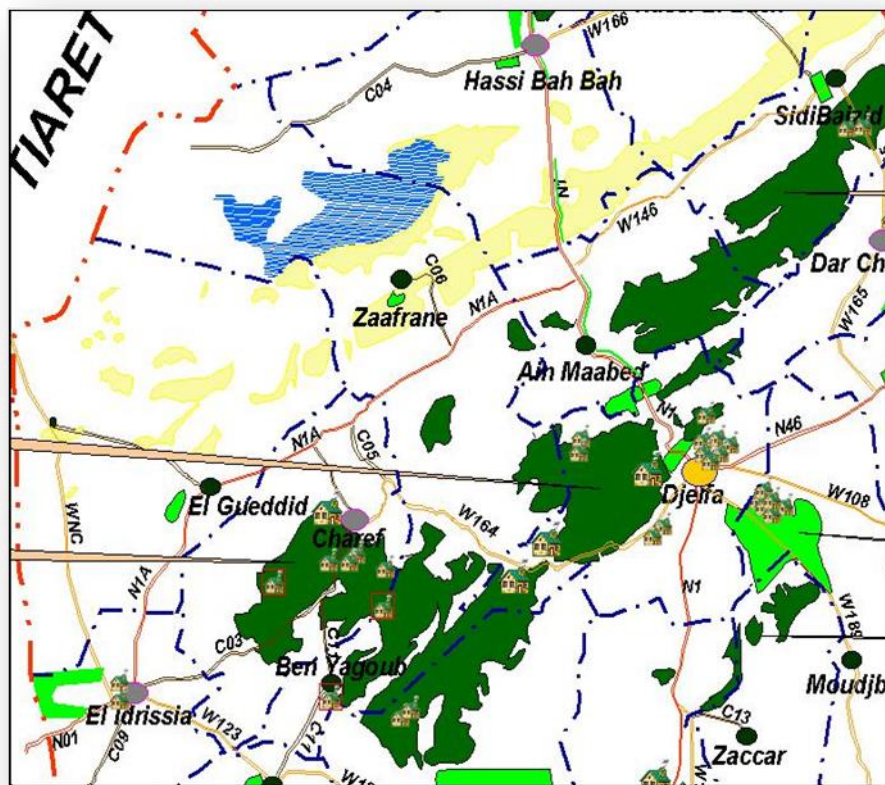 TIARET
W166
Hassi Bah Bah
C04
N1
W146
Dar Ch
C06
Zaafrane
N1A
W165
Ain Maabed
N1
N46
N1A
C05
Djelfa
El Gueddid
W108
Charef
W164
WNC
N1A
N1
C03
W189
Ben Yagoub
Moudjb
El Idrissia
W123
C11
C13
N01
C09
Zaccar